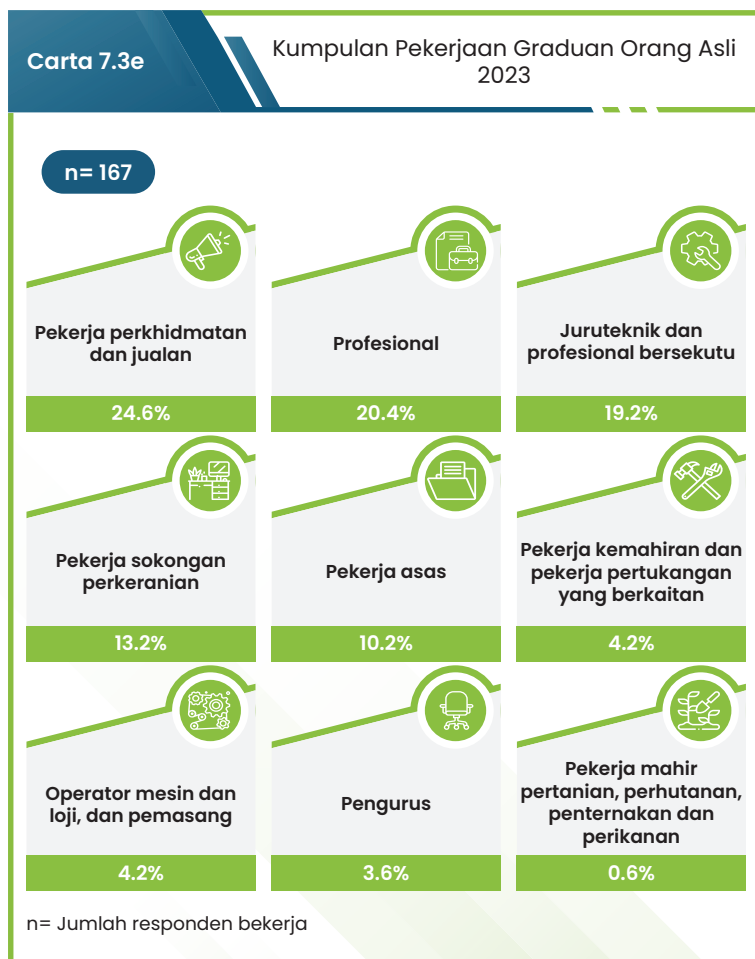 Carta 7.3e
Kumpulan Pekerjaan Graduan Orang Asli
2023
n= 167
Pekerja perkhidmatan
dan jualan
24.6%
Profesional
20.4%
Juruteknik dan
profesional bersekutu
19.2%
Pekerja sokongan
perkeranian
13.2%
Pekerja asas
10.2%
Pekerja kemahiran dan
pekerja pertukangan
yang berkaitan
4.2%
Operator mesin dan
loji, dan pemasang
4.2%
Pengurus
3.6%
Pekerja mahir
pertanian, perhutanan,
penternakan dan
perikanan
0.6%
n= Jumlah responden bekerja